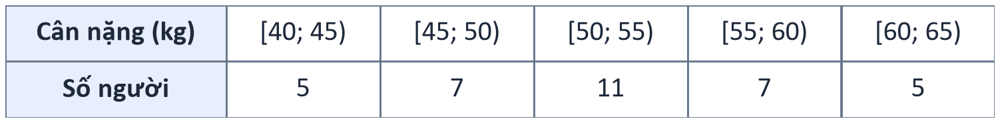 Cân nặng (kg) [40; 45) [45; 50) [50; 55) [55; 60) [60; 65)
Số người 5 7 11 7 5